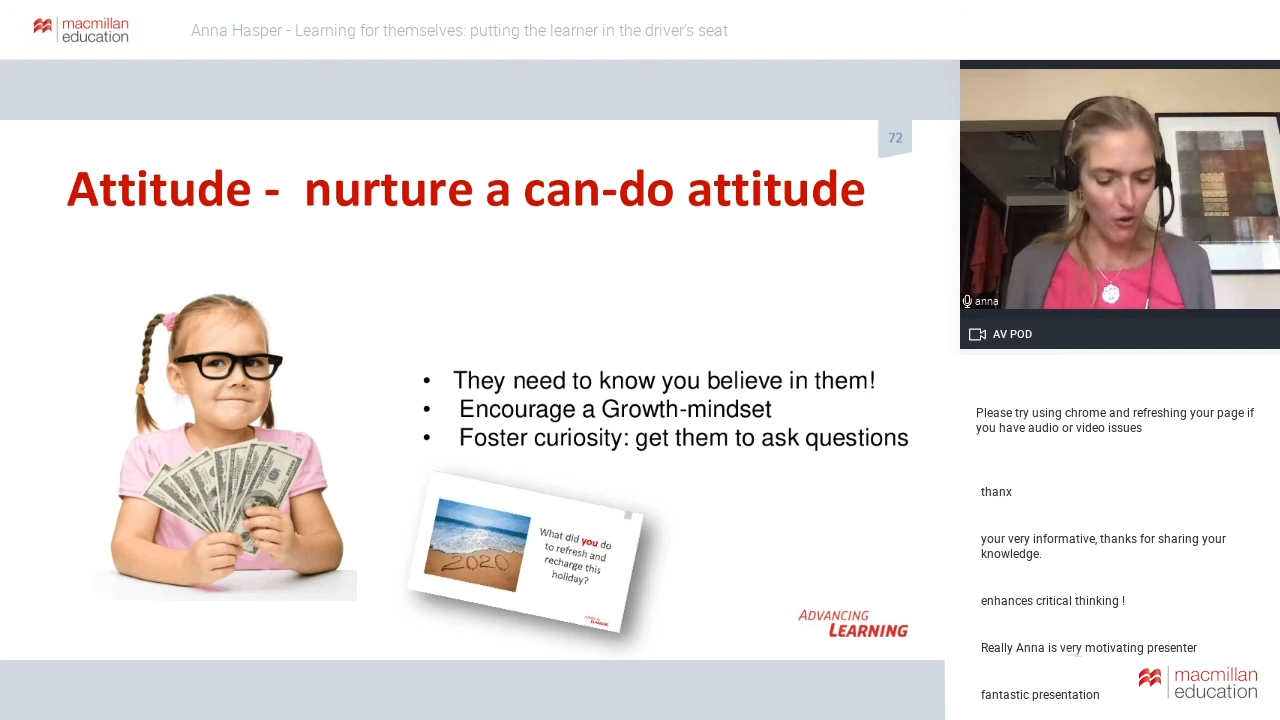 macmillan
education
Anna Hasper - Learning for themselves: putting the learner in the driver's seat
72
Attitude -  nurture a can-do attitude
• They need to know you believe in them!
• Encourage a Growth-mindset
• Foster curiosity: get them to ask questions
2020
What did you do
to refresh and
recharge this
holiday?
ADVANCING
LEARNING
anna
AV POD
Please try using chrome and refreshing your page if
you have audio or video issues
thanx
your very informative, thanks for sharing your
knowledge.
enhances critical thinking !
Really Anna is very motivating presenter
fantastic presentation
macmillan
education